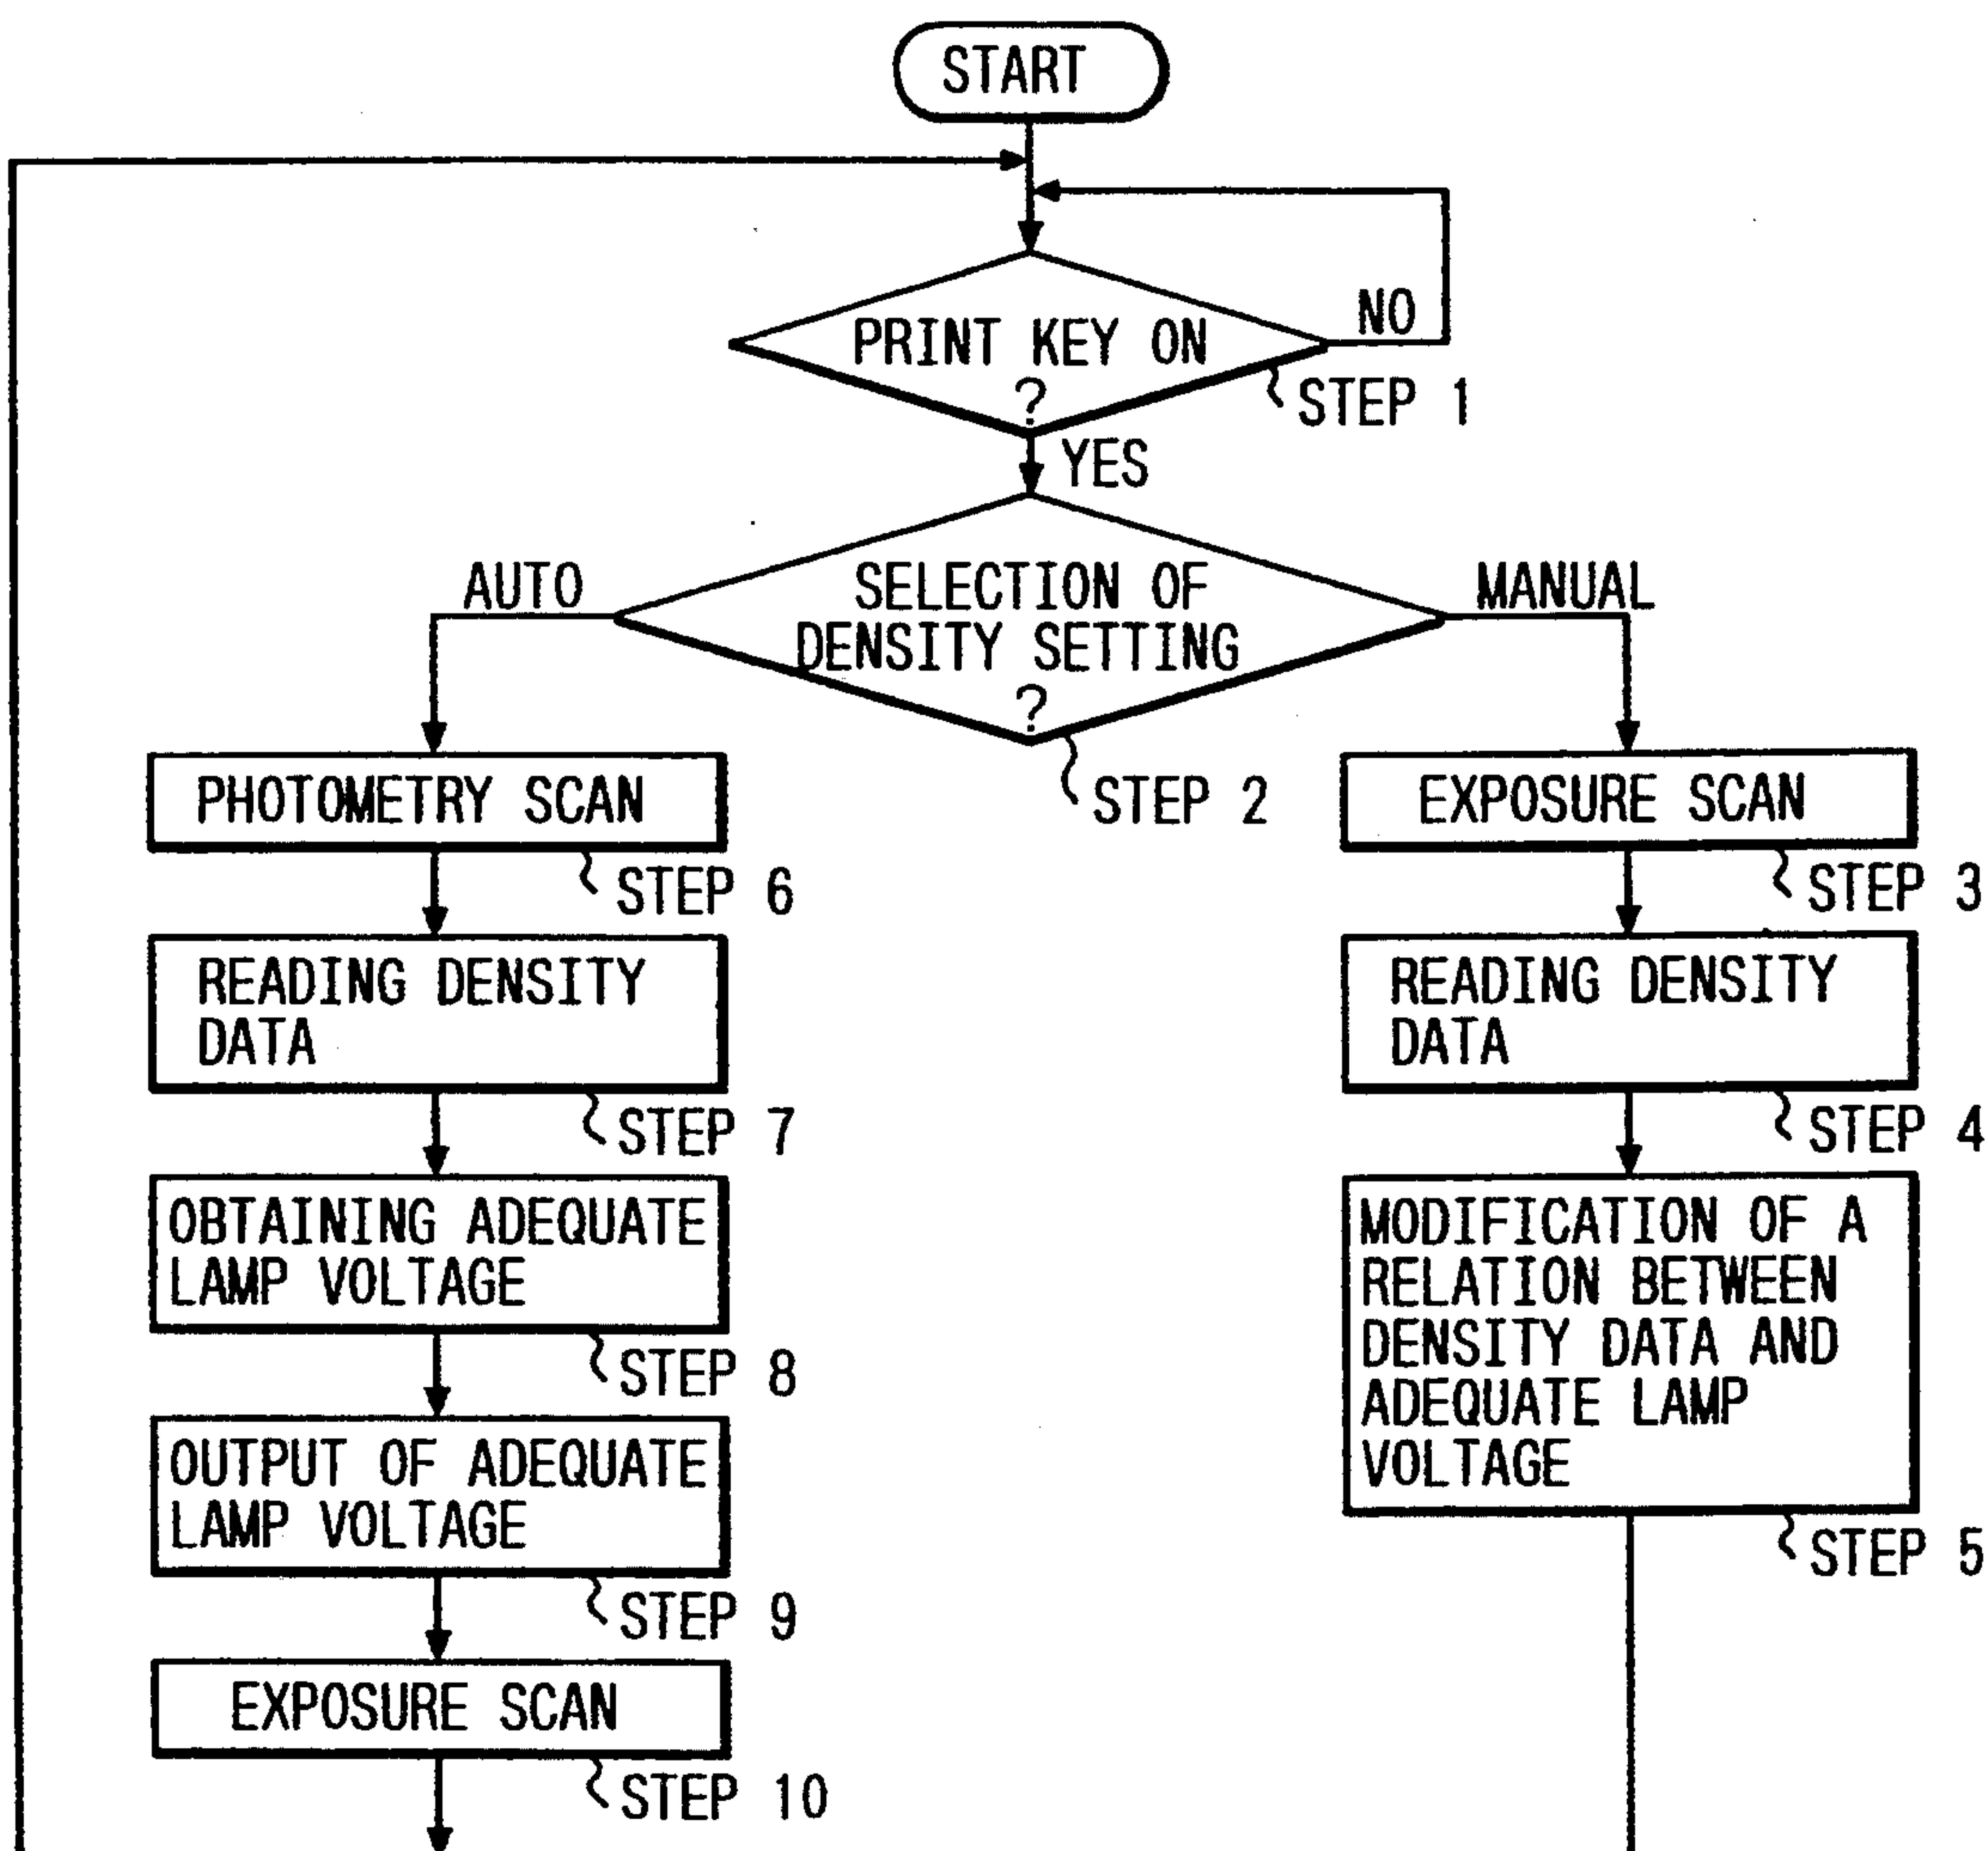 START
PRINT KEY ON
?
NO
STEP 1
YES
SELECTION OF
DENSITY SETTING
?
AUTO
MANUAL
STEP 2
PHOTOMETRY SCAN
STEP 6
READING DENSITY
DATA
STEP 7
OBTAINING ADEQUATE
LAMP VOLTAGE
STEP 8
OUTPUT OF ADEQUATE
LAMP VOLTAGE
STEP 9
EXPOSURE SCAN
STEP 10
EXPOSURE SCAN
STEP 3
READING DENSITY
DATA
STEP 4
MODIFICATION OF A
RELATION BETWEEN
DENSITY DATA AND
ADEQUATE LAMP
VOLTAGE
STEP 5